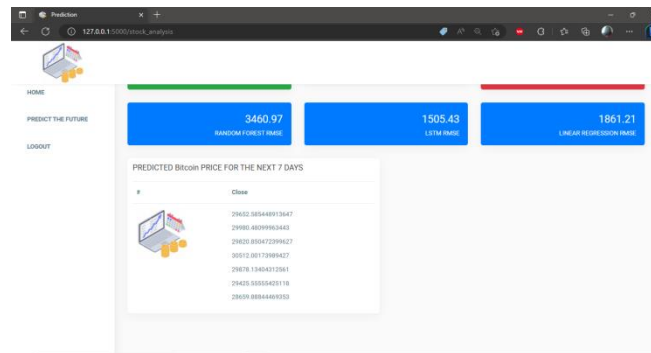 Prediction
127.0.0.1:5000/stock_analysis
HOME
PREDICT THE FUTURE
LOGOUT
3460.97
RANDOM FOREST RMSE
1505.43
LSTM RMSE
1861.21
LINEAR REGRESSION RMSE
PREDICTED Bitcoin PRICE FOR THE NEXT 7 DAYS
# Close
29652.585448913647
29980.48099963443
29820.850472399627
30512.00173989427
29878.13404312561
29425.55555425118
28659.88844469353